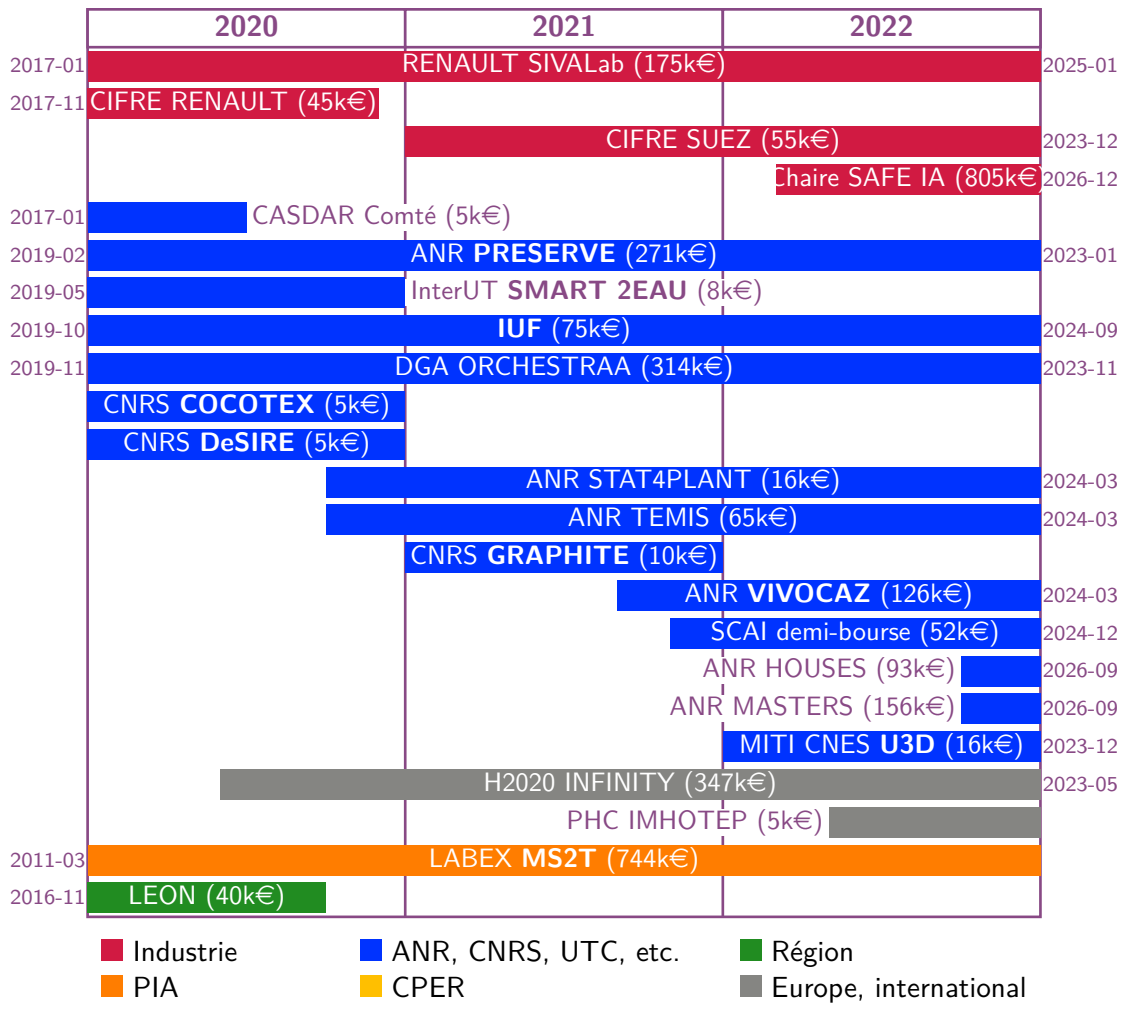 2020 2021 2022
2017-01 RENAULT SIVALab (175k€) 2025-01
2017-11 CIFRE RENAULT (45k€)
CIFRE SUEZ (55k€) 2023-12
Chaire SAFE IA (805k€) 2026-12
2017-01 CASDAR Comté (5k€)
2019-02 ANR PRESERVE (271k€) 2023-01
2019-05 InterUT SMART 2EAU (8k€)
2019-10 IUF (75k€) 2024-09
2019-11 DGA ORCHESTRAA (314k€) 2023-11
CNRS COCOTEX (5k€)
CNRS DeSIRE (5k€)
ANR STAT4PLANT (16k€) 2024-03
ANR TEMIS (65k€) 2024-03
CNRS GRAPHITE (10k€)
ANR VIVOCAZ (126k€) 2024-03
SCAI demi-bourse (52k€) 2024-12
ANR HOUSES (93k€) 2026-09
ANR MASTERS (156k€) 2026-09
MITI CNES U3D (16k€) 2023-12
H2020 INFINITY (347k€) 2023-05
PHC IMHOTEP (5k€)
2011-03 LABEX MS2T (744k€)
2016-11 LEON (40k€)
Industrie ANR, CNRS, UTC, etc. Région
PIA CPER Europe, international